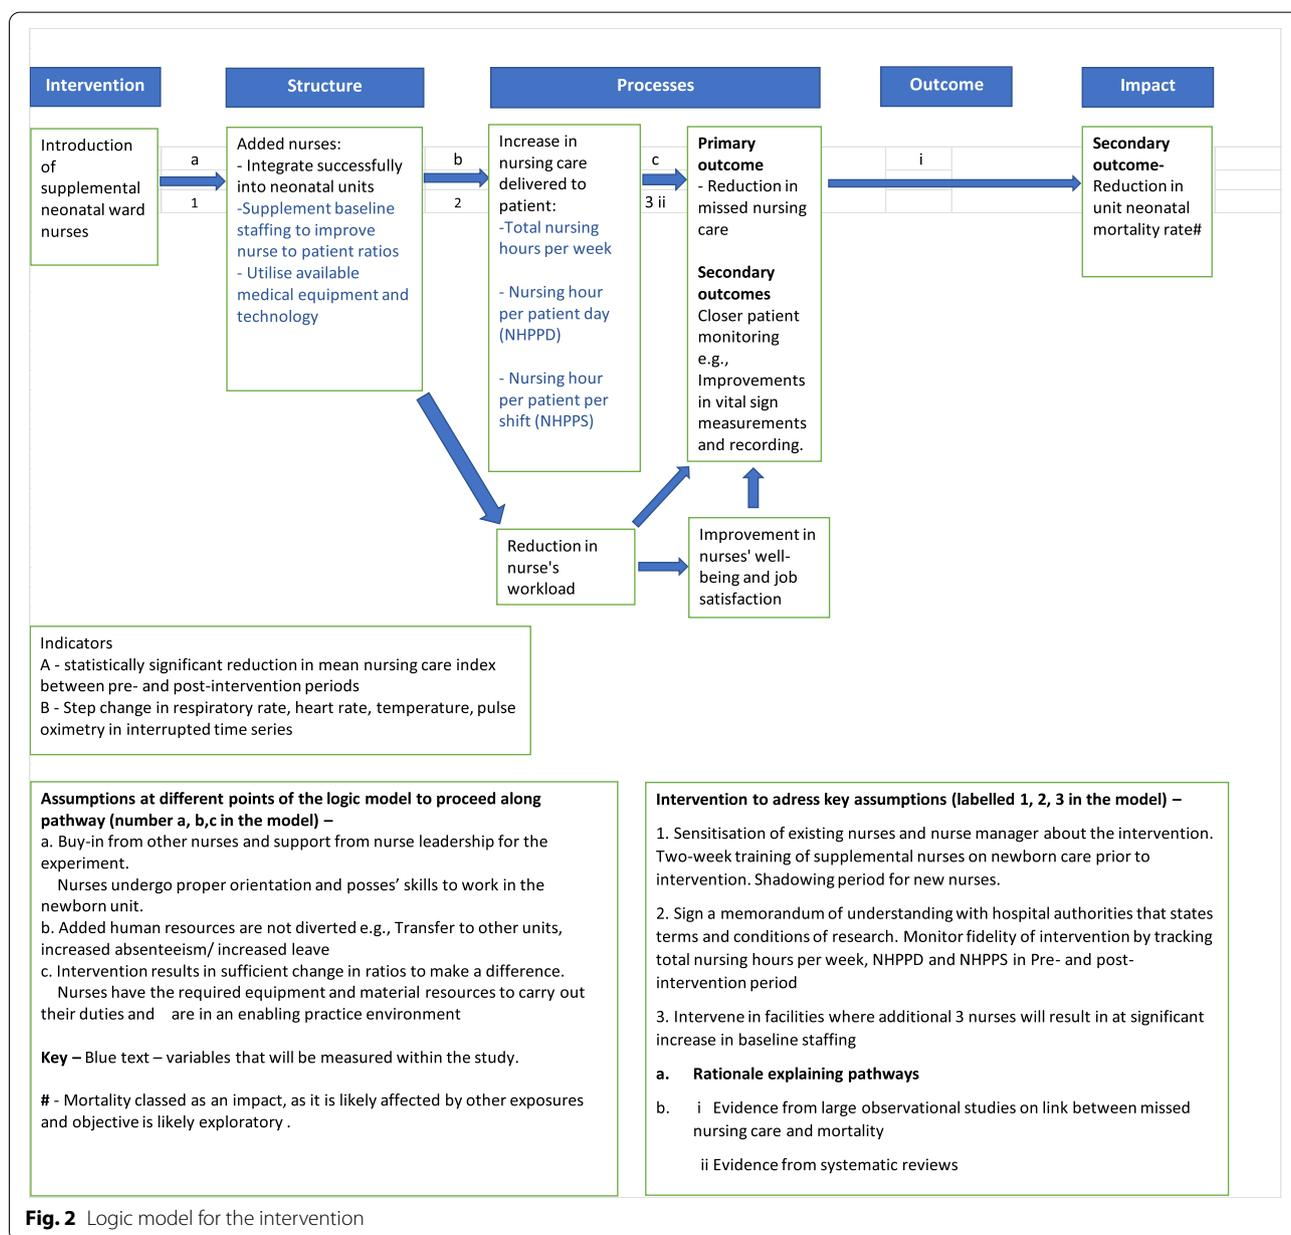 Intervention
Structure
Processes
Outcome
Impact
Introduction
of
supplemental
neonatal ward
nurses
a
1
Added nurses:
- Integrate successfully
into neonatal units
-Supplement baseline
staffing to improve
nurse to patient ratios
- Utilise available
medical equipment and
technology
b
2
Increase in
nursing care
delivered to
patient:
-Total nursing
hours per week
- Nursing hour
per patient day
(NHPPD)
- Nursing hour
per patient per
shift (NHPPS)
c
3 ii
Primary
outcome
- Reduction in
missed nursing
care
Secondary
outcomes
Closer patient
monitoring
e.g.,
Improvements
in vital sign
measurements
and recording.
i
Secondary
outcome-
Reduction in
unit neonatal
mortality rate#
Reduction in
nurse's
workload
Improvement in
nurses' well-
being and job
satisfaction
Indicators
A - statistically significant reduction in mean nursing care index
between pre- and post-intervention periods
B - Step change in respiratory rate, heart rate, temperature, pulse
oximetry in interrupted time series
Assumptions at different points of the logic model to proceed along
pathway (number a, b,c in the model) –
a. Buy-in from other nurses and support from nurse leadership for the
experiment.
Nurses undergo proper orientation and posses’ skills to work in the
newborn unit.
b. Added human resources are not diverted e.g., Transfer to other units,
increased absenteeism/ increased leave
c. Intervention results in sufficient change in ratios to make a difference.
Nurses have the required equipment and material resources to carry out
their duties and are in an enabling practice environment
Key – Blue text – variables that will be measured within the study.
# - Mortality classed as an impact, as it is likely affected by other exposures
and objective is likely exploratory .
Intervention to adress key assumptions (labelled 1, 2, 3 in the model) –
1. Sensitisation of existing nurses and nurse manager about the intervention.
Two-week training of supplemental nurses on newborn care prior to
intervention. Shadowing period for new nurses.
2. Sign a memorandum of understanding with hospital authorities that states
terms and conditions of research. Monitor fidelity of intervention by tracking
total nursing hours per week, NHPPD and NHPPS in Pre- and post-
intervention period
3. Intervene in facilities where additional 3 nurses will result in at significant
increase in baseline staffing
a. Rationale explaining pathways
b. i Evidence from large observational studies on link between missed
nursing care and mortality
ii Evidence from systematic reviews
Fig. 2 Logic model for the intervention